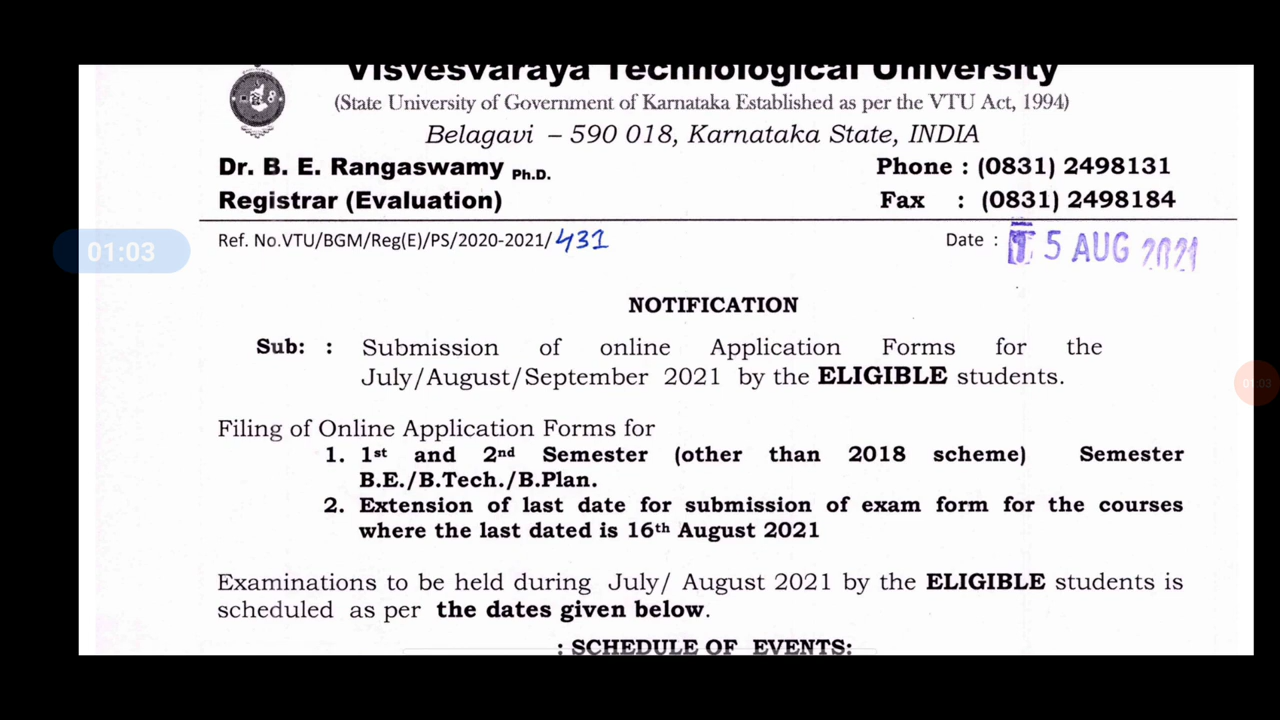 Visvesvaraya Technological University
(State University of Government of Karnataka Established as per the VTU Act, 1994)
Belagavi – 590 018, Karnataka State, INDIA
Dr. B. E. Rangaswamy Ph.D.
Phone : (0831) 2498131
Registrar (Evaluation)
Fax : (0831) 2498184
01:03
Ref. No.VTU/BGM/Reg(E)/PS/2020-2021/431
Date : 5 AUG 2021
NOTIFICATION
Sub: : Submission of online Application Forms for the
July/August/September 2021 by the ELIGIBLE students.
01:03
Filing of Online Application Forms for
1. 1st and 2nd Semester (other than 2018 scheme) Semester
B.E./B.Tech./B.Plan.
2. Extension of last date for submission of exam form for the courses
where the last dated is 16th August 2021
Examinations to be held during July/ August 2021 by the ELIGIBLE students is
scheduled as per the dates given below.
: SCHEDULE OF EVENTS: